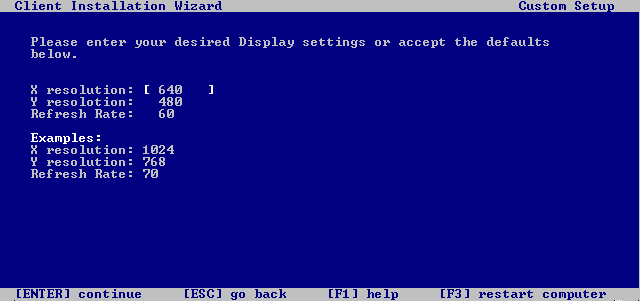 Client Installation Wizard Custom Setup
Please enter your desired Display settings or accept the defaults
below.
X resolution: [ 640 ]
Y resolotion: 480
Refresh Rate: 60
Examples:
X resolution: 1024
Y resolution: 768
Refresh Rate: 70
[ENTER] continue [ESC] go back [F1] help [F3] restart computer